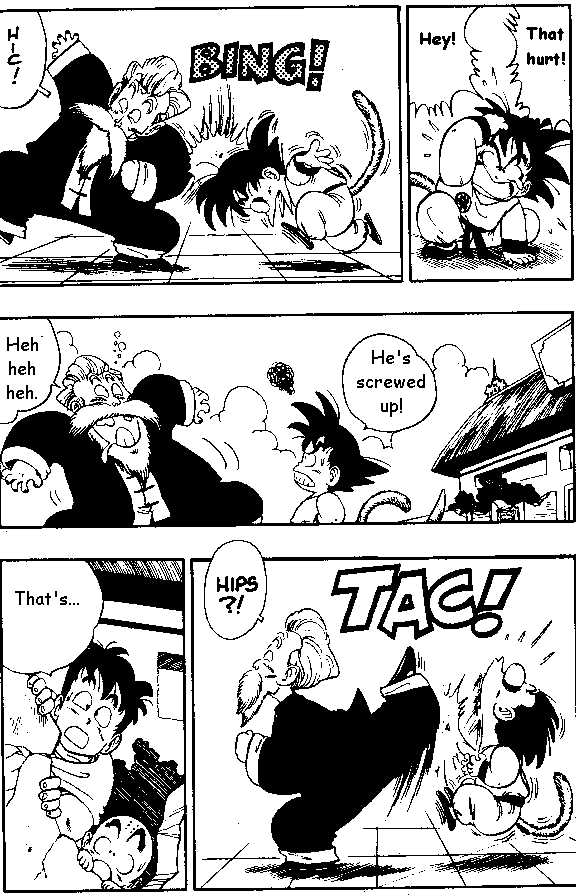 HIC!
BING!
Hey!
That
hurt!
Heh
heh
heh.
He's
screwed
up!
That's...
HIPS
?!
TAC!